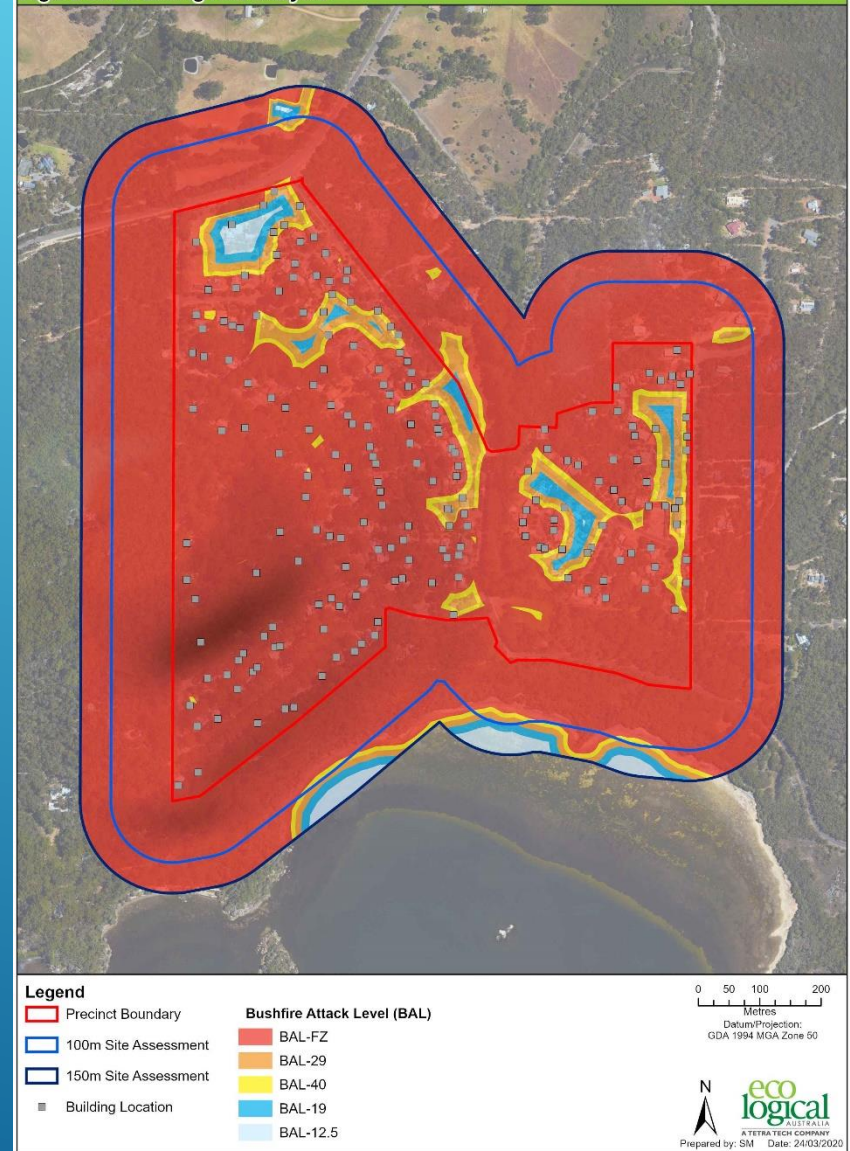 Legend
Precinct Boundary
100m Site Assessment
150m Site Assessment
Building Location
Bushfire Attack Level (BAL)
BAL-FZ
BAL-29
BAL-40
BAL-19
BAL-12.5
0 50 100 200
Metres
Datum/Projection:
GDA 1994 MGA Zone 50
N
eco
logical
AUSTRALIA
A TETRA TECH COMPANY
Prepared by: SM Date: 24/03/2020